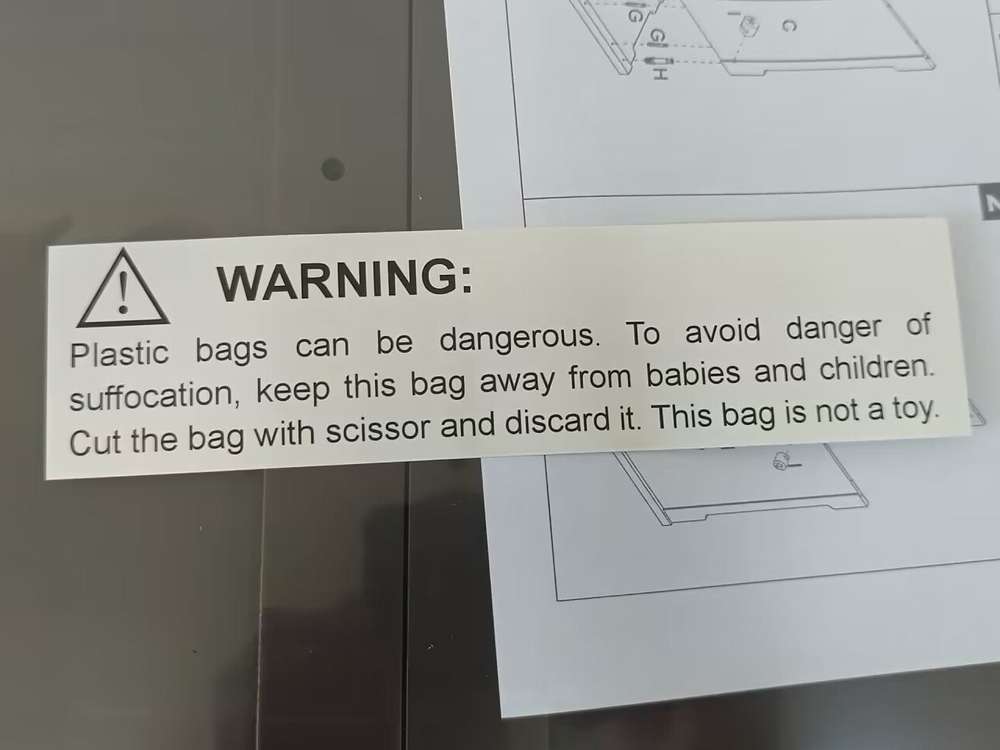 G
I
C
G
H
N
WARNING:
Plastic bags can be dangerous. To avoid danger of
suffocation, keep this bag away from babies and children.
Cut the bag with scissor and discard it. This bag is not a toy.
I